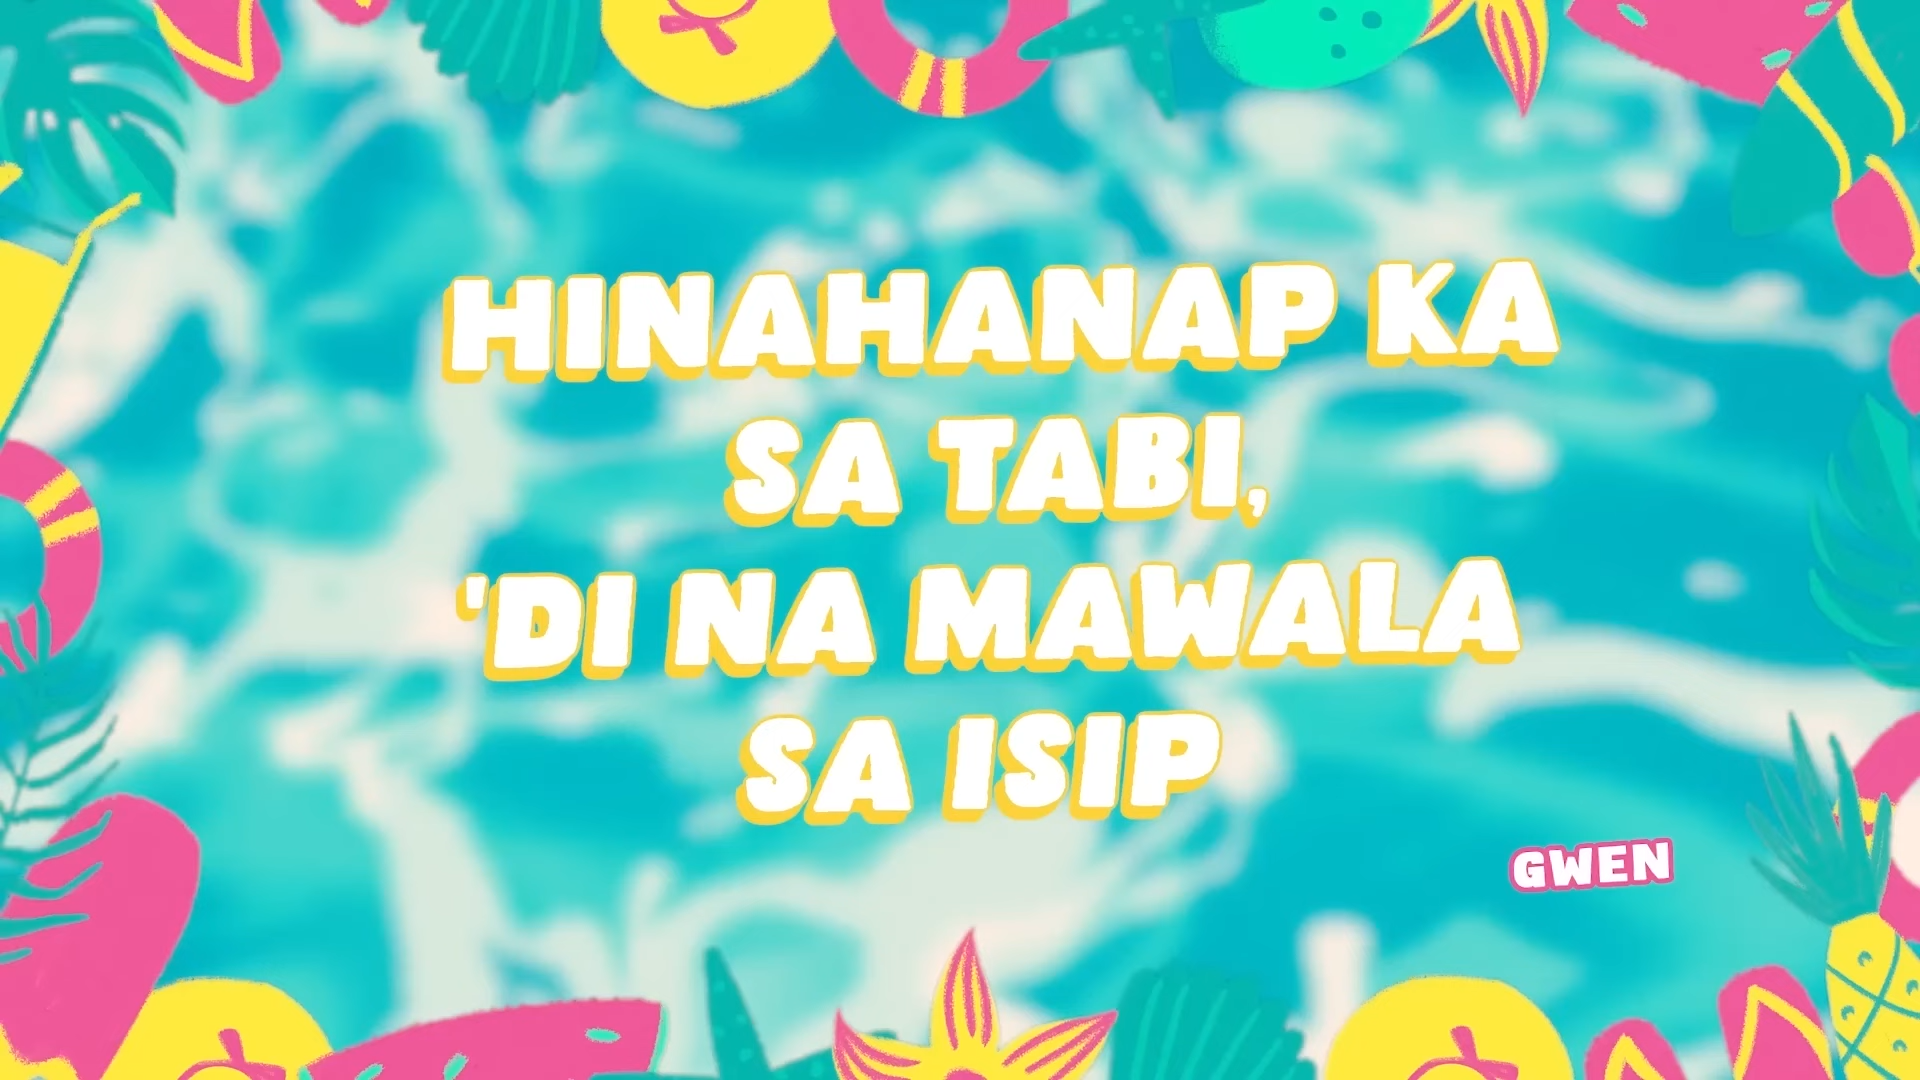 HINAHANAP KA
SA TABI,
'DI NA MAWALA
SA ISIP
GWEN